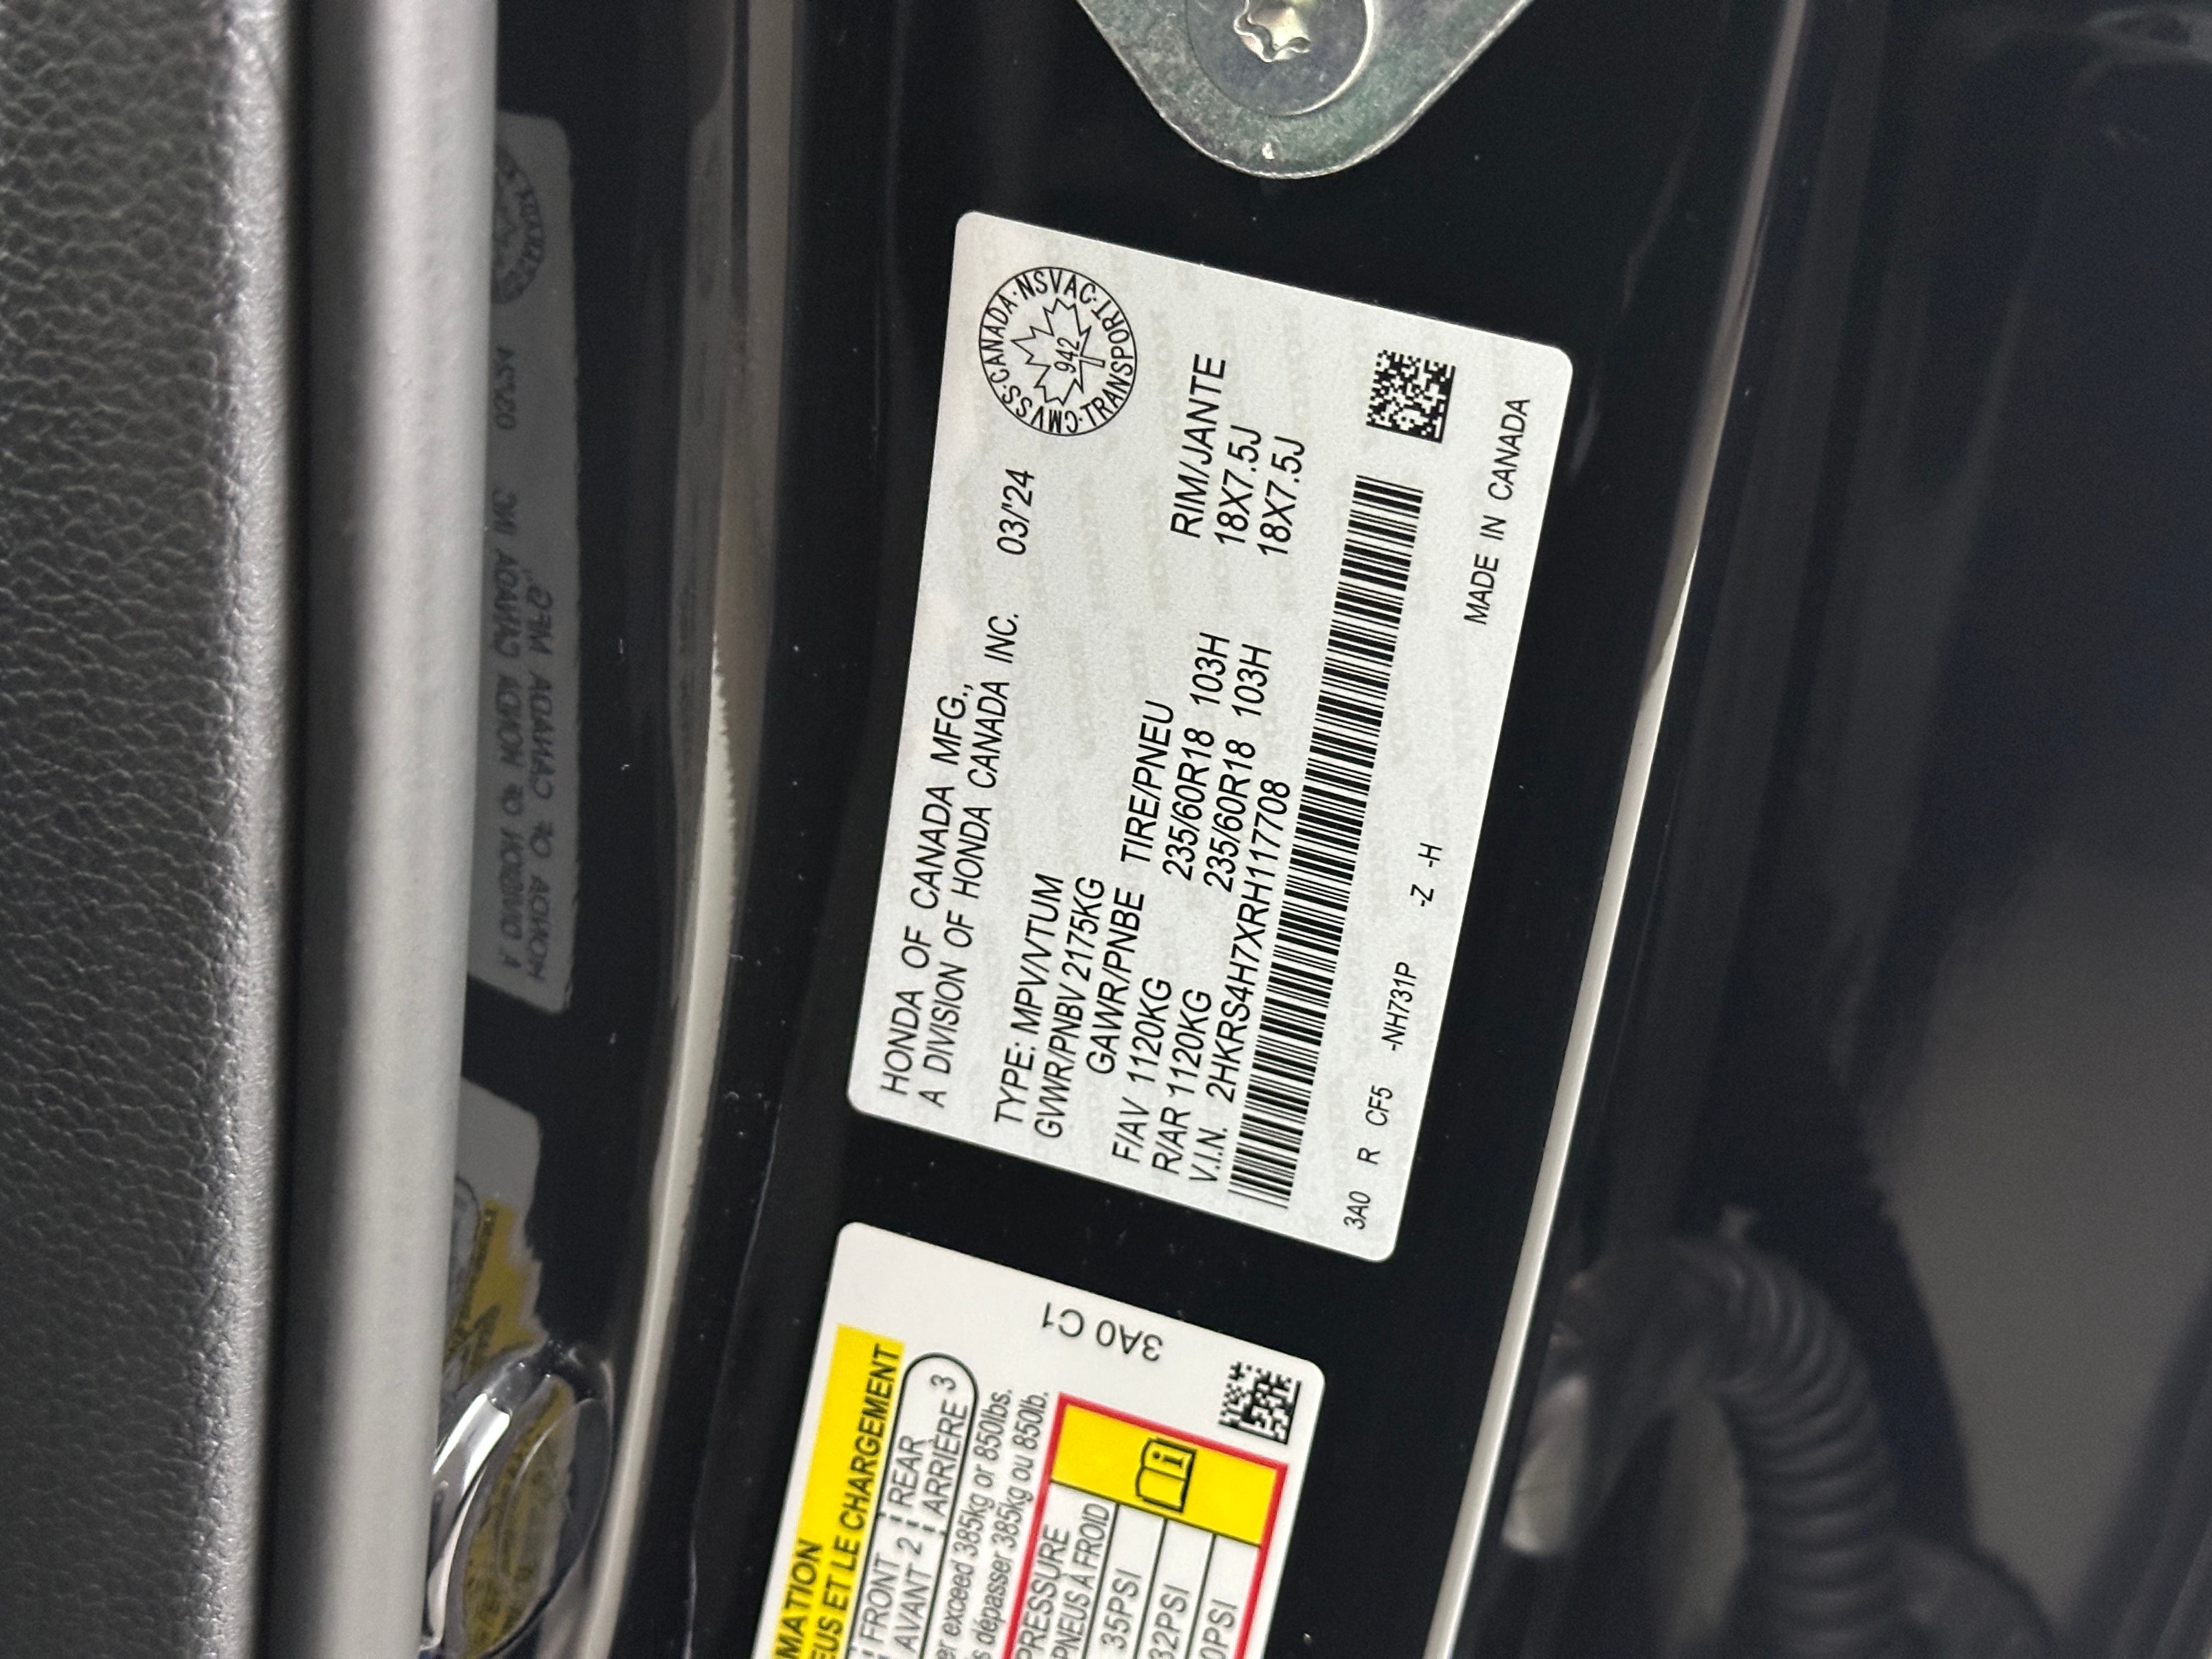 HONDA OF CANADA MFG.,
A DIVISION OF HONDA CANADA INC. 03/'24
CMVSS·CANADA·NSVAC·TRANSPORT·
942
TYPE: MPV/VTUM
GVWR/PNBV 2175KG
GAWR/PNBE TIRE/PNEU RIM/JANTE
F/AV 1120KG 235/60R18 103H 18X7.5J
R/AR 1120KG 235/60R18 103H 18X7.5J
V.I.N. 2HKRS4H7XRH117708
3A0 R CF5 -NH731P -Z -H
MADE IN CANADA
3A0 C1
MATION
EUS ET LE CHARGEMENT
FRONT REAR
AVANT 2 ARRIÈRE 3
exceed 385kg or 850lbs.
dépasser 385kg ou 850lb.
PRESSURE
PNEUS À FROID
35PSI
32PSI
0PSI